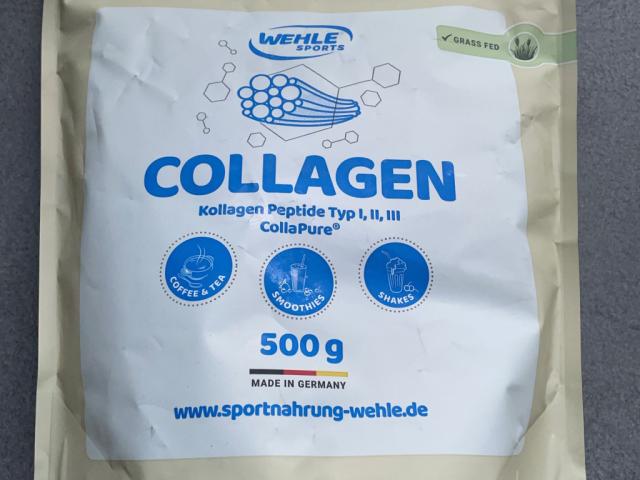 WEHLE
SPORTS
GRASS FED
COLLAGEN
Kollagen Peptide Typ I, II, III
CollaPure®
COFFEE & TEA
SMOOTHIES
SHAKES
500 g
MADE IN GERMANY
www.sportnahrung-wehle.de